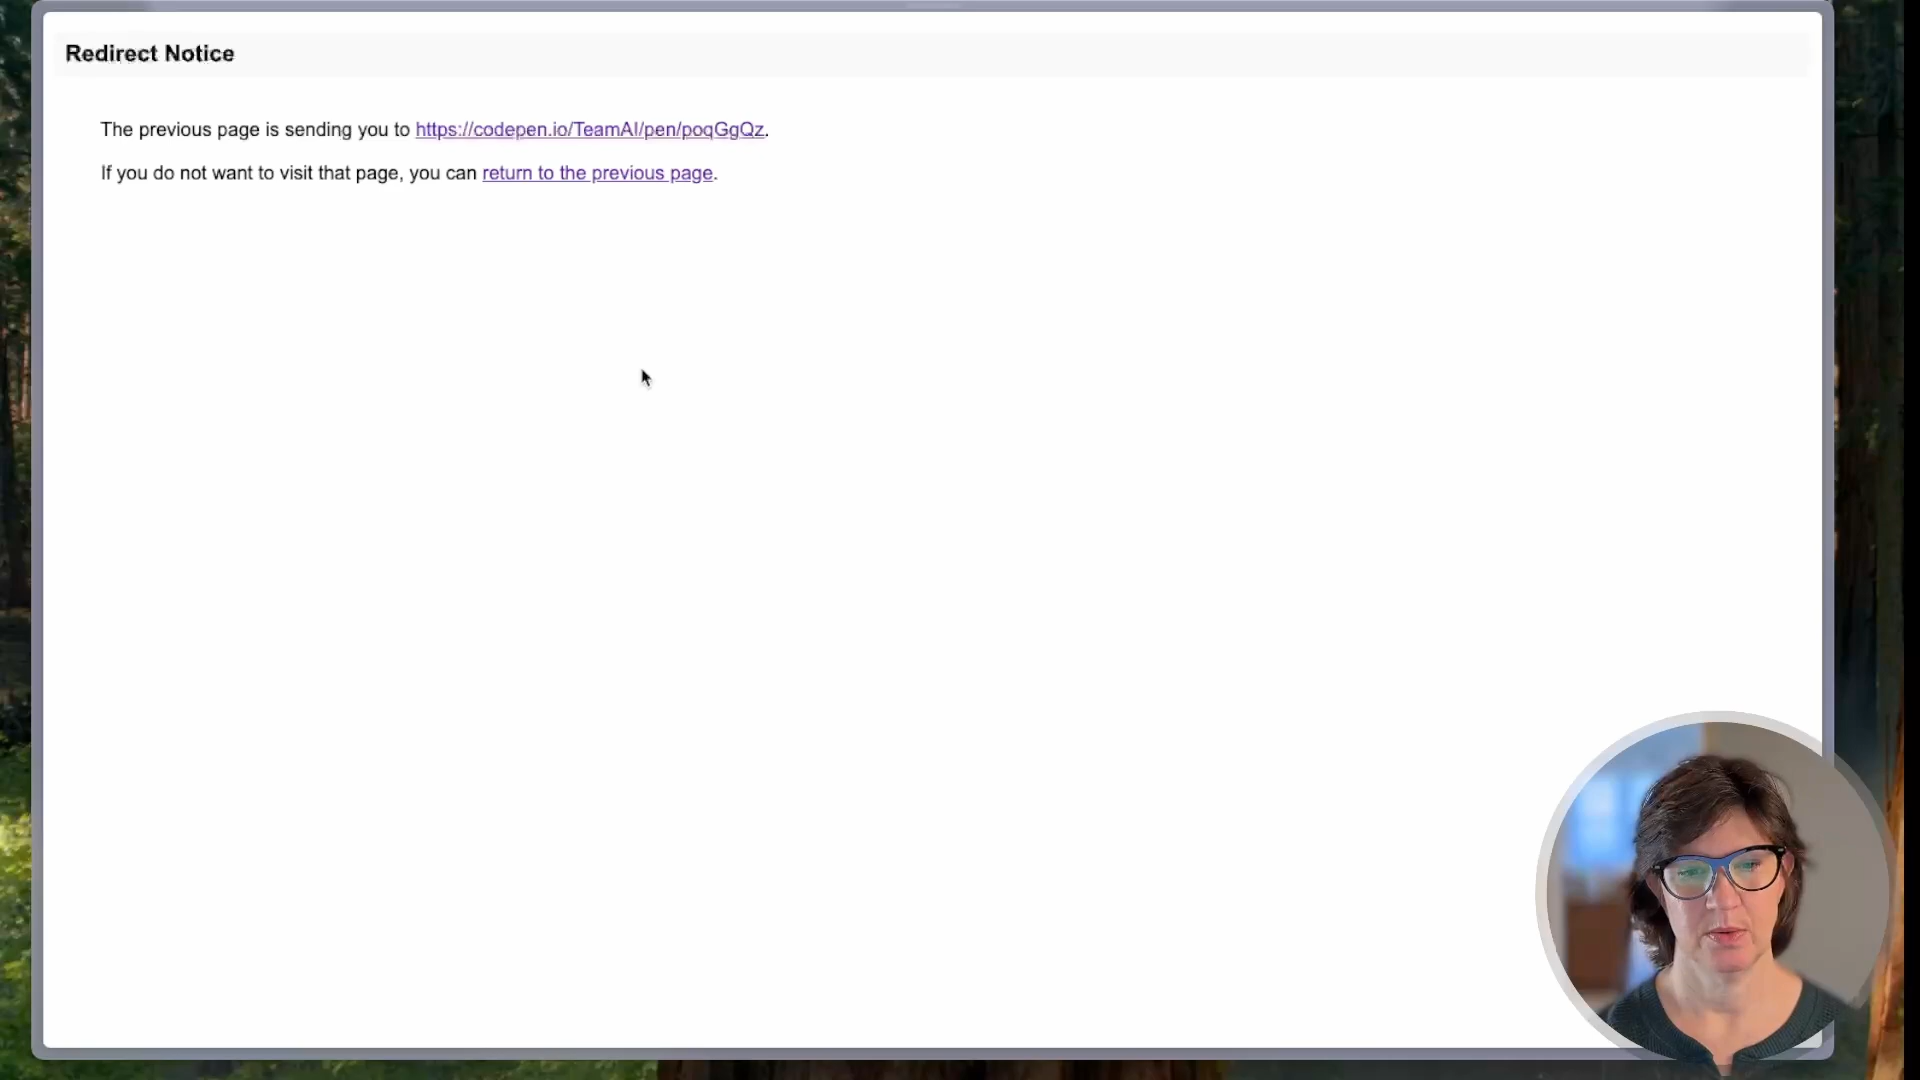 Redirect Notice
The previous page is sending you to https://codepen.io/TeamAI/pen/poqGgQz.
If you do not want to visit that page, you can return to the previous page.